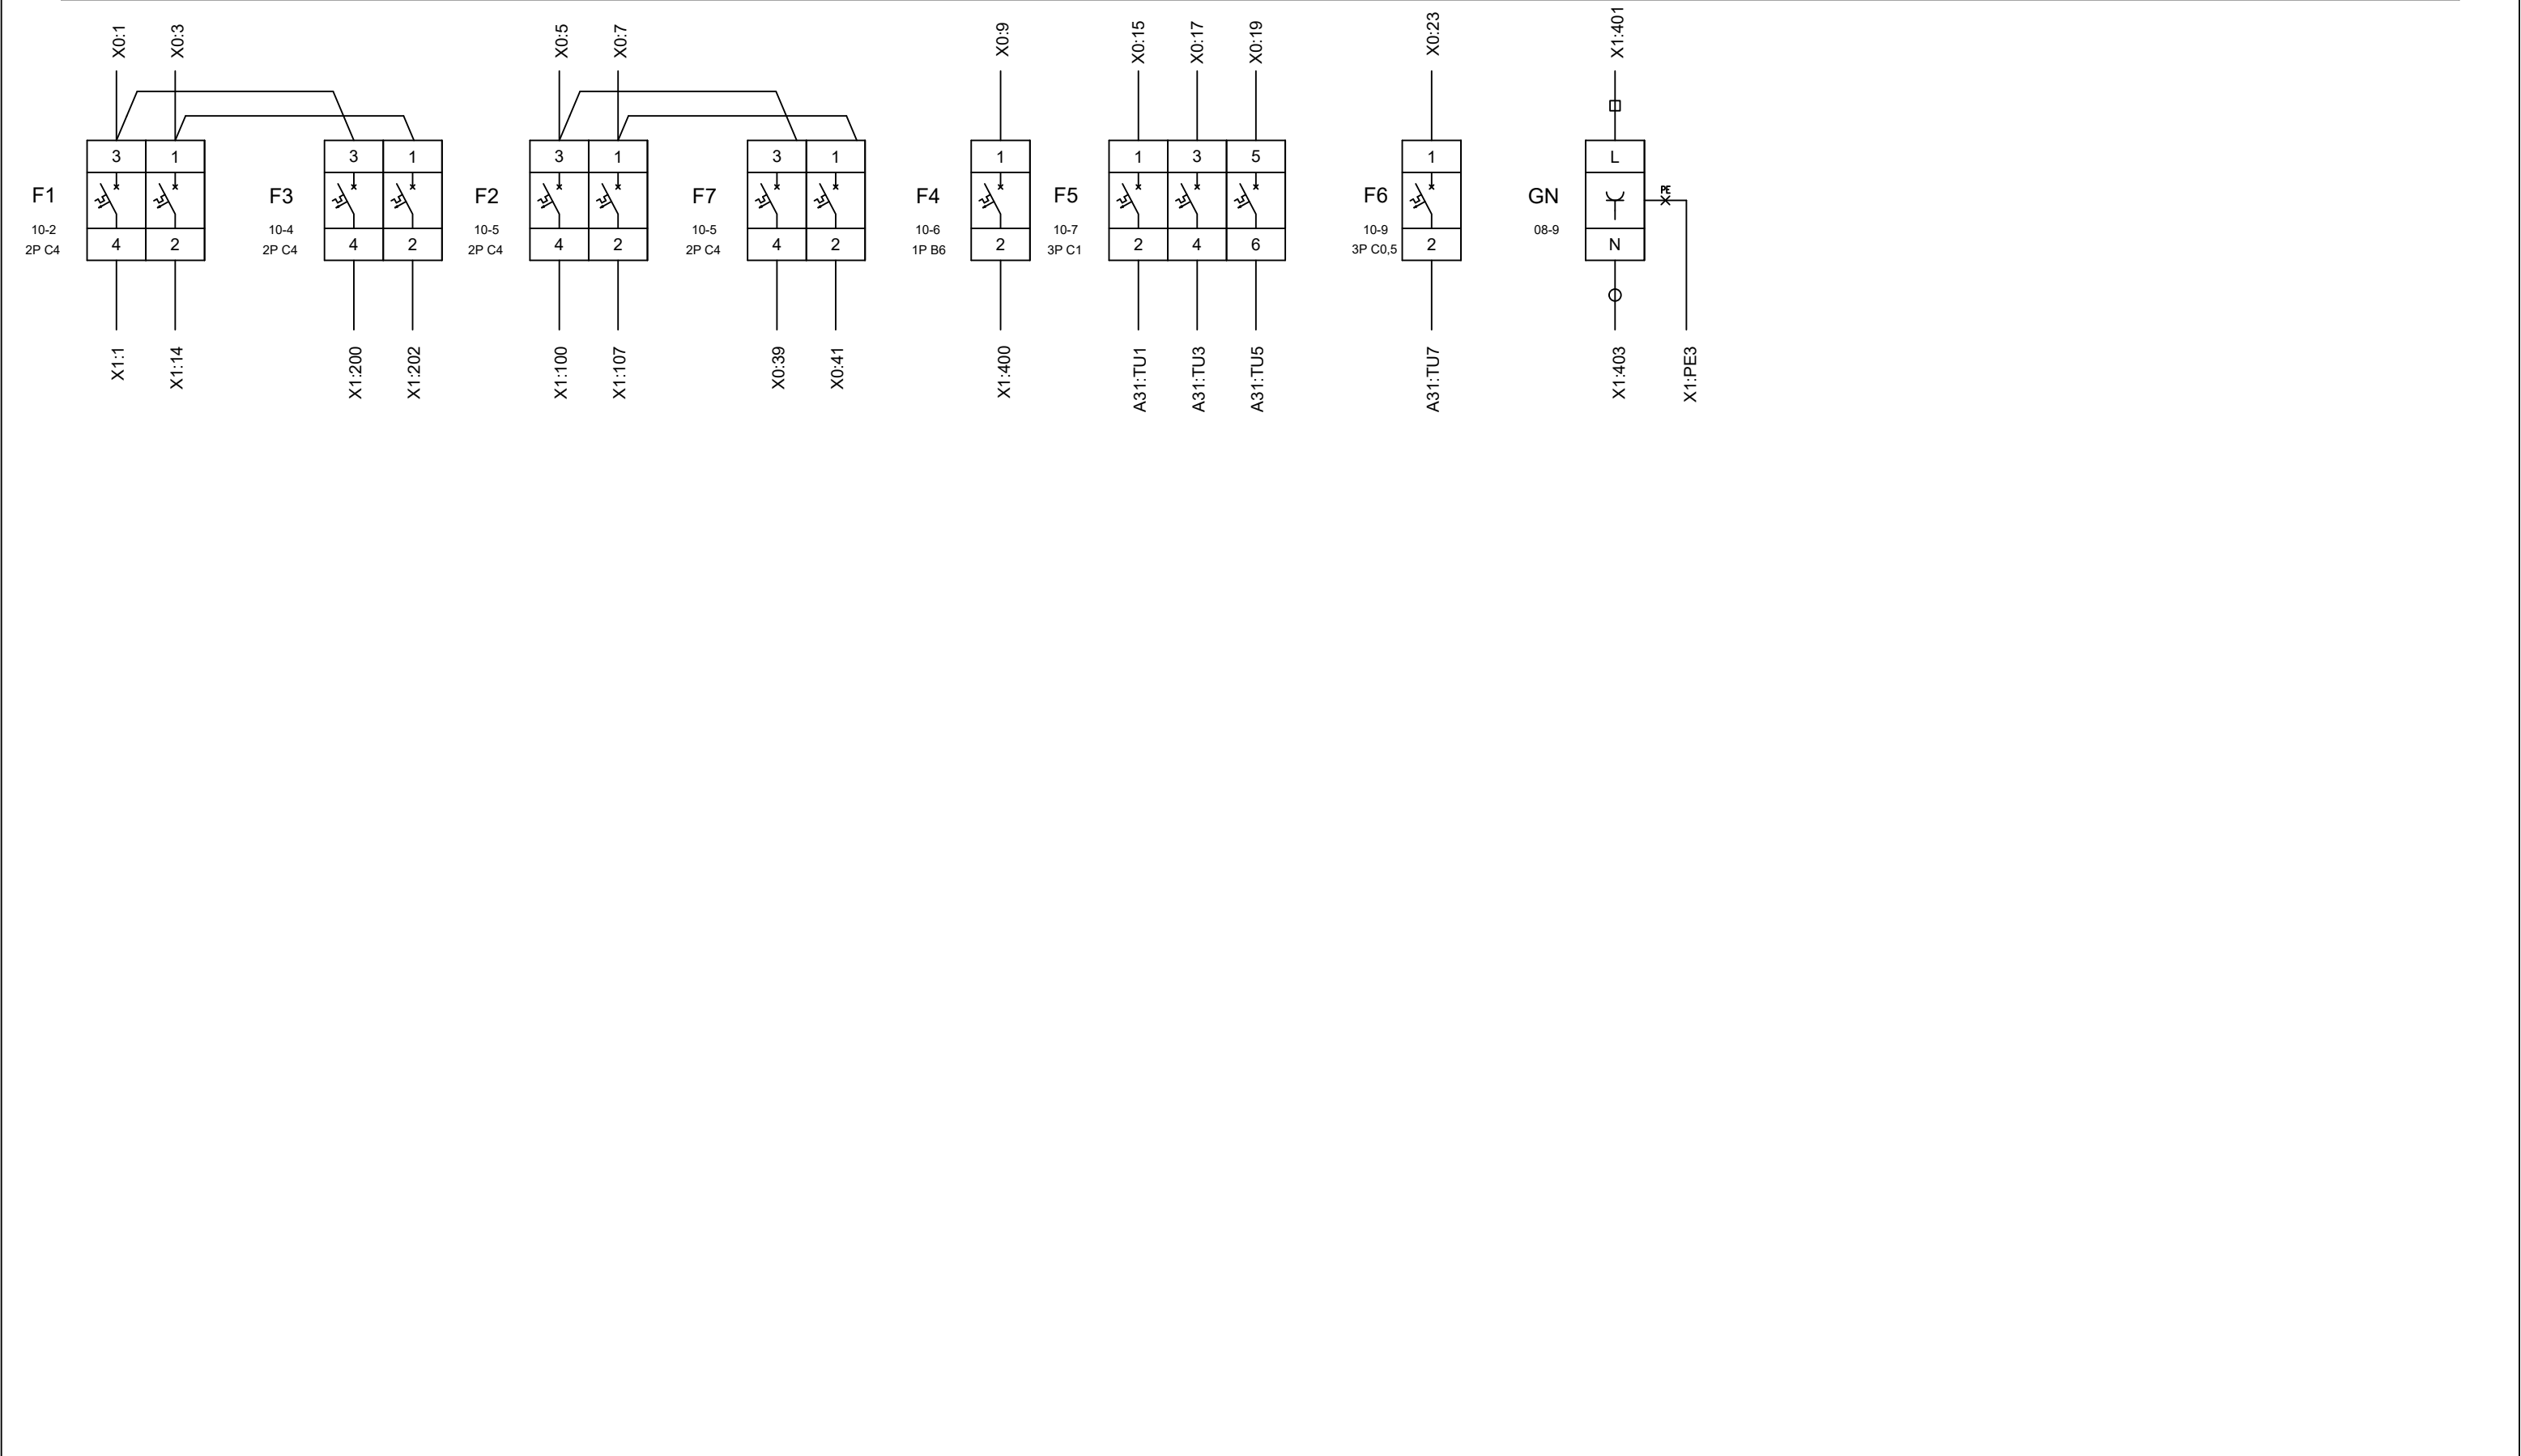 X0:1
X0:3
X0:5
X0:7
X0:9
X0:15
X0:17
X0:19
X0:23
X1:401
3 1
3 1
3 1
3 1
1
1 3 5
1
L
F1
F3
F2
F7
F4
F5
F6
GN
PE
10-2
10-4
10-5
10-5
10-6
10-7
10-9
08-9
2P C4
2P C4
2P C4
2P C4
1P B6
3P C1
3P C0,5
4 2
4 2
4 2
4 2
2
2 4 6
2
N
X1:1
X1:14
X1:200
X1:202
X1:100
X1:107
X0:39
X0:41
X1:400
A31:TU1
A31:TU3
A31:TU5
A31:TU7
X1:403
X1:PE3